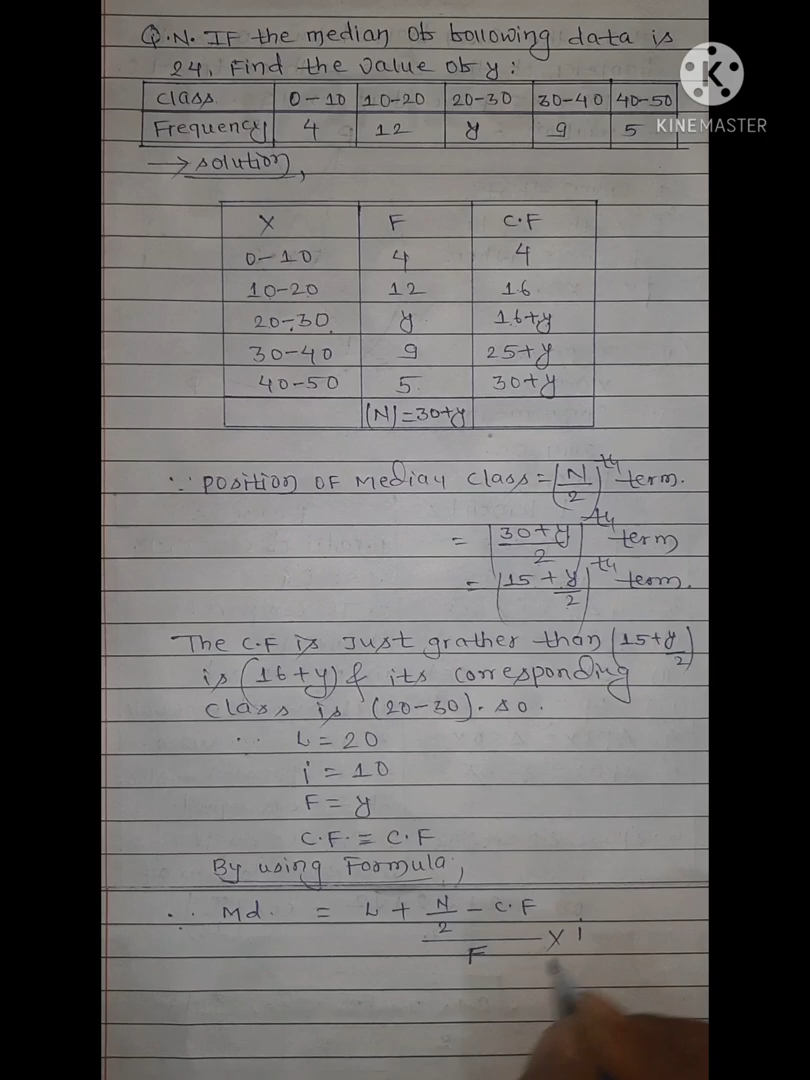 Q.N. IF the median ob bollowing data is
24, Find the value ob y:
KINEMASTER
class 0-10 10-20 20-30 30-40 40-50
Frequency 4 12 y 9 5
→ solution,
X F C.F
0-10 4 4
10-20 12 16
20-30 y 16+y
30-40 9 25+y
40-50 5 30+y
(N)=30+y
∵ position OF Median class = (N/2)th term.
= (30+y/2)th term
= (15+y/2)th term.
The C.F is Just grather than (15+y/2)
is (16+y) & its corresponding
class is (20-30). so.
∴ L = 20
i = 10
F = y
C.F. = C.F
By using Formula,
∴ Md. = L + N/2 - C.F / F × i